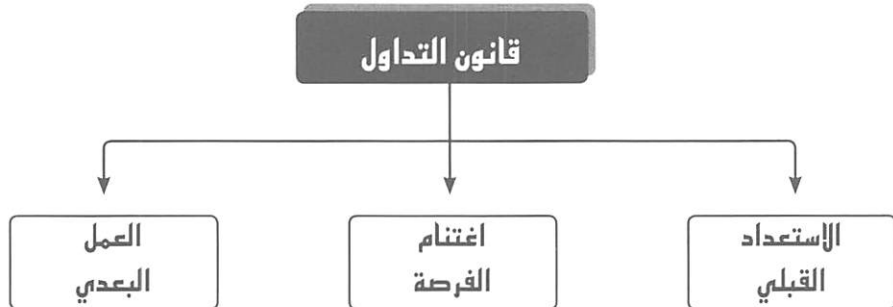 قانون التداول
الاستعداد
القبلي
اغتنام
الفرصة
العمل
البعدي